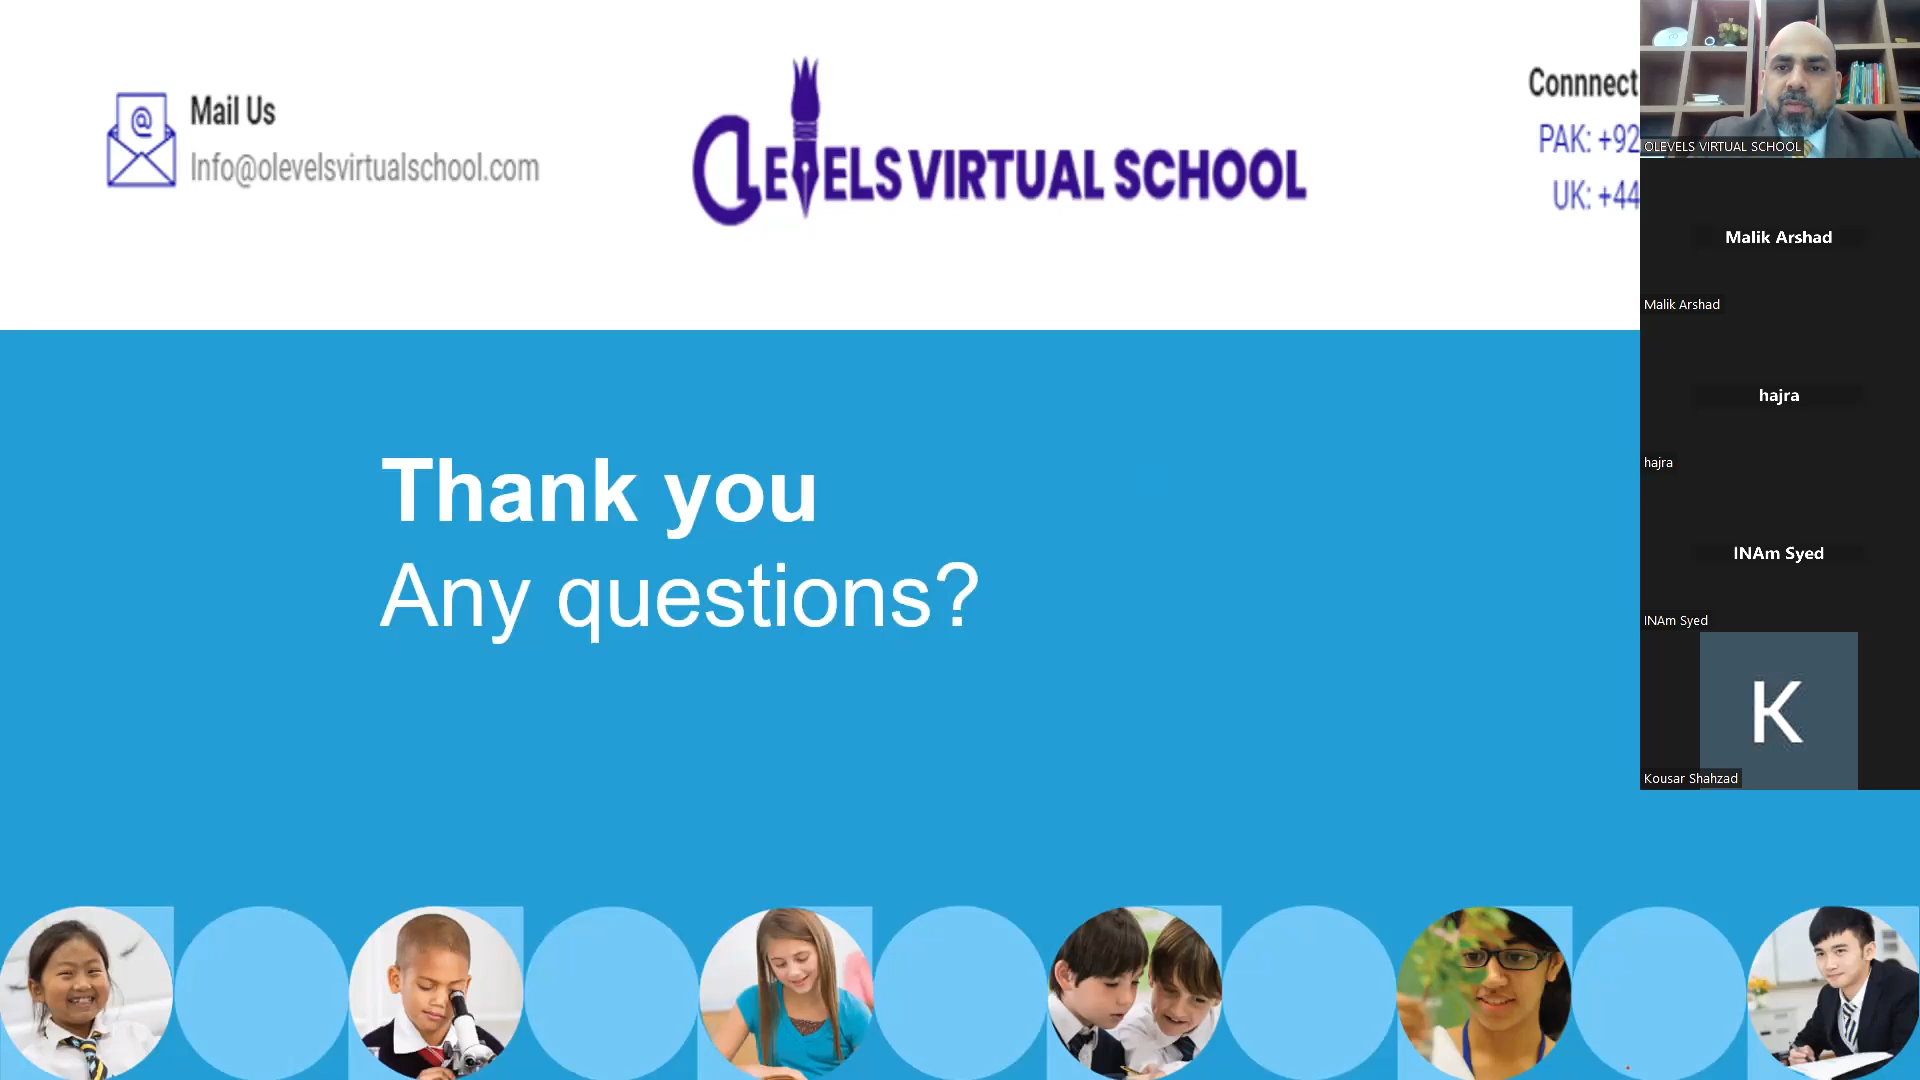 Mail Us
Info@olevelsvirtualschool.com
OLEVELS VIRTUAL SCHOOL
Connnect
PAK: +92
UK: +44
Thank you
Any questions?
OLEVELS VIRTUAL SCHOOL
Malik Arshad
Malik Arshad
hajra
hajra
INAm Syed
INAm Syed
K
Kousar Shahzad